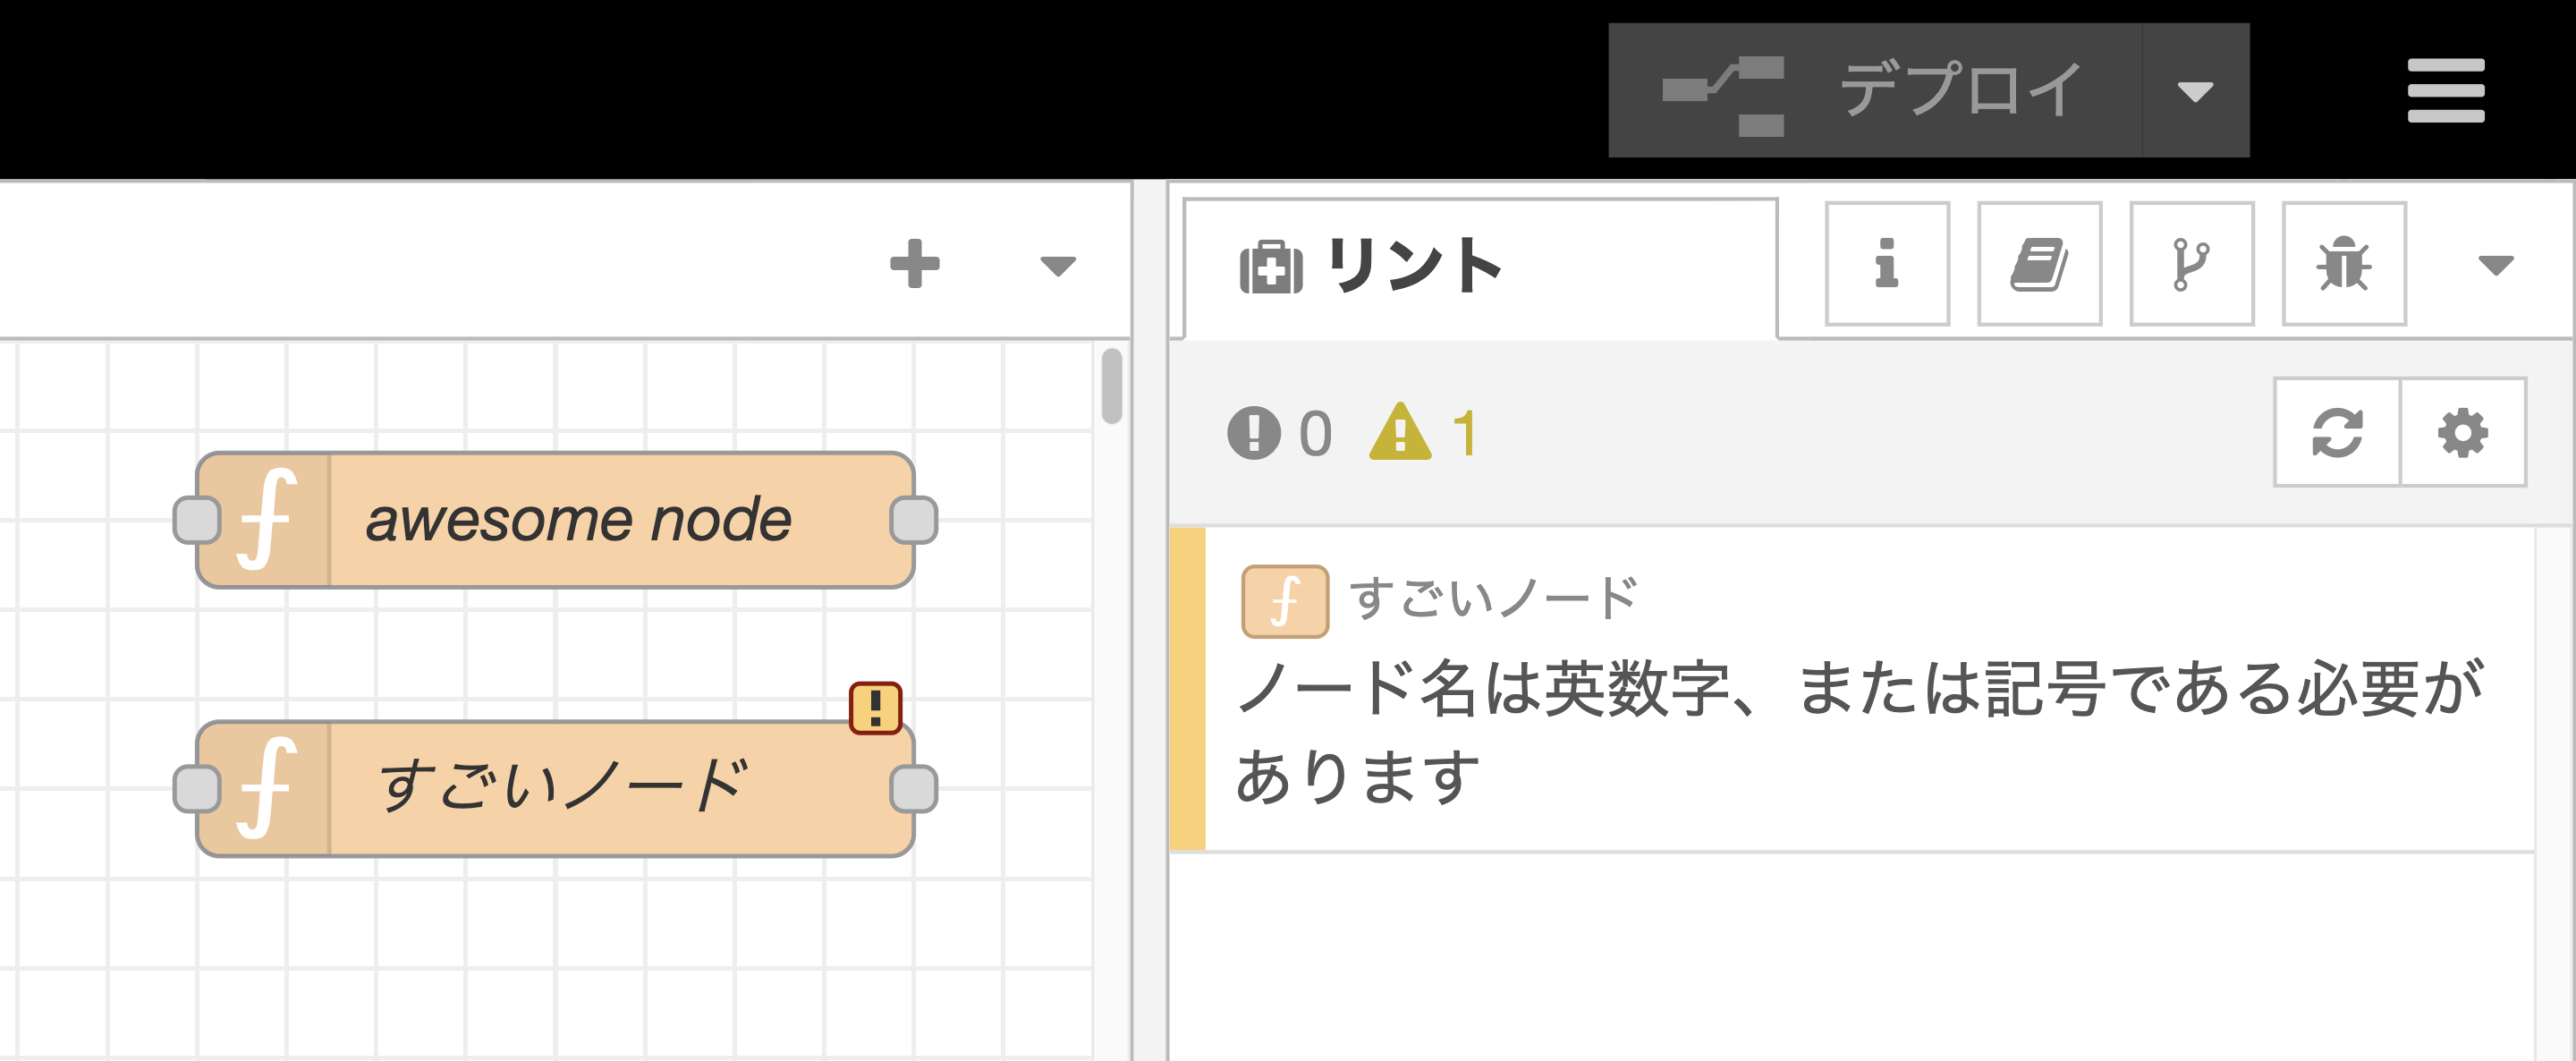 デプロイ
リント
0 1
awesome node
すごいノード
すごいノード
ノード名は英数字、または記号である必要が
あります